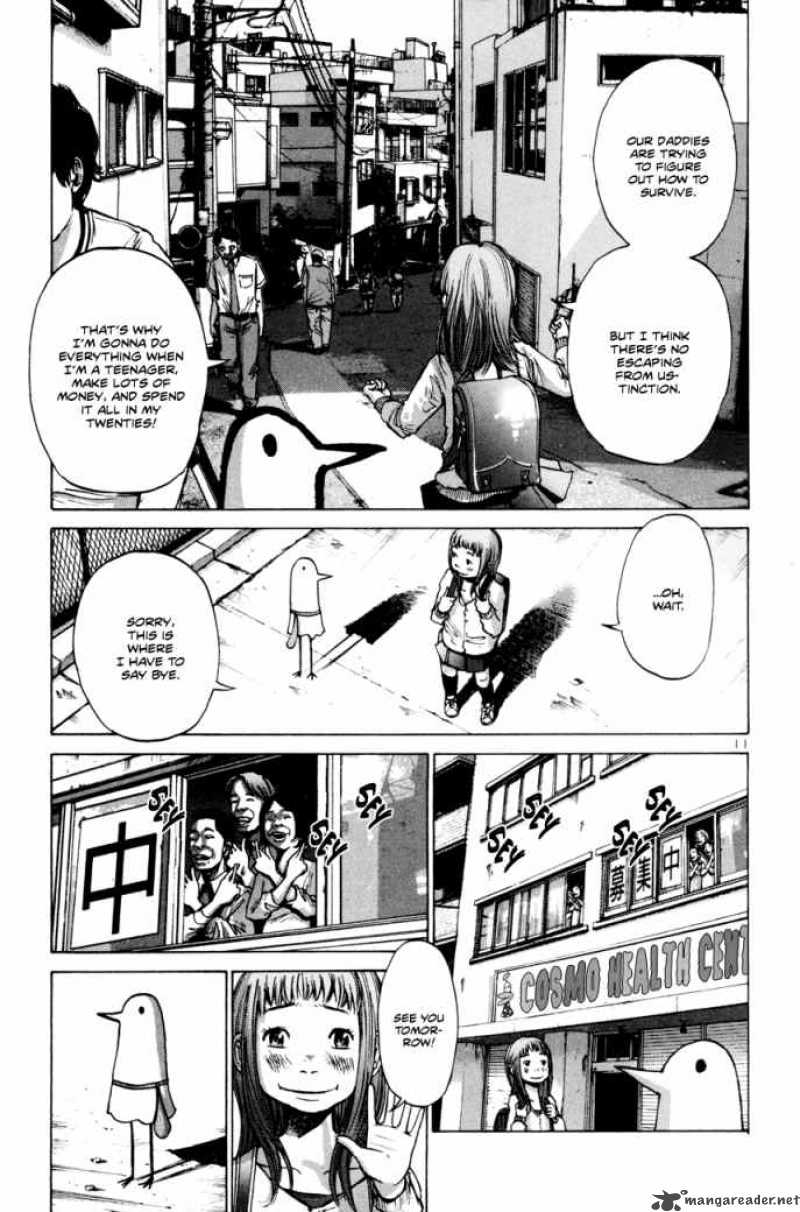 OUR DADDIES
ARE TRYING
TO FIGURE
OUT HOW TO
SURVIVE.
BUT I THINK
THERE'S NO
ESCAPING
FROM US-
TINCTION.
THAT'S WHY
I'M GONNA DO
EVERYTHING WHEN
I'M A TEENAGER,
MAKE LOTS OF
MONEY, AND SPEND
IT ALL IN MY
TWENTIES!
...OH,
WAIT.
SORRY,
THIS IS
WHERE
I HAVE TO
SAY BYE.
11
中
SEY
SEY
SEY
SEY
SEY
SEY
SEY
SEY
募集中
COSMO HEALTH CENT
SEE YOU
TOMOR-
ROW!
mangareader.net